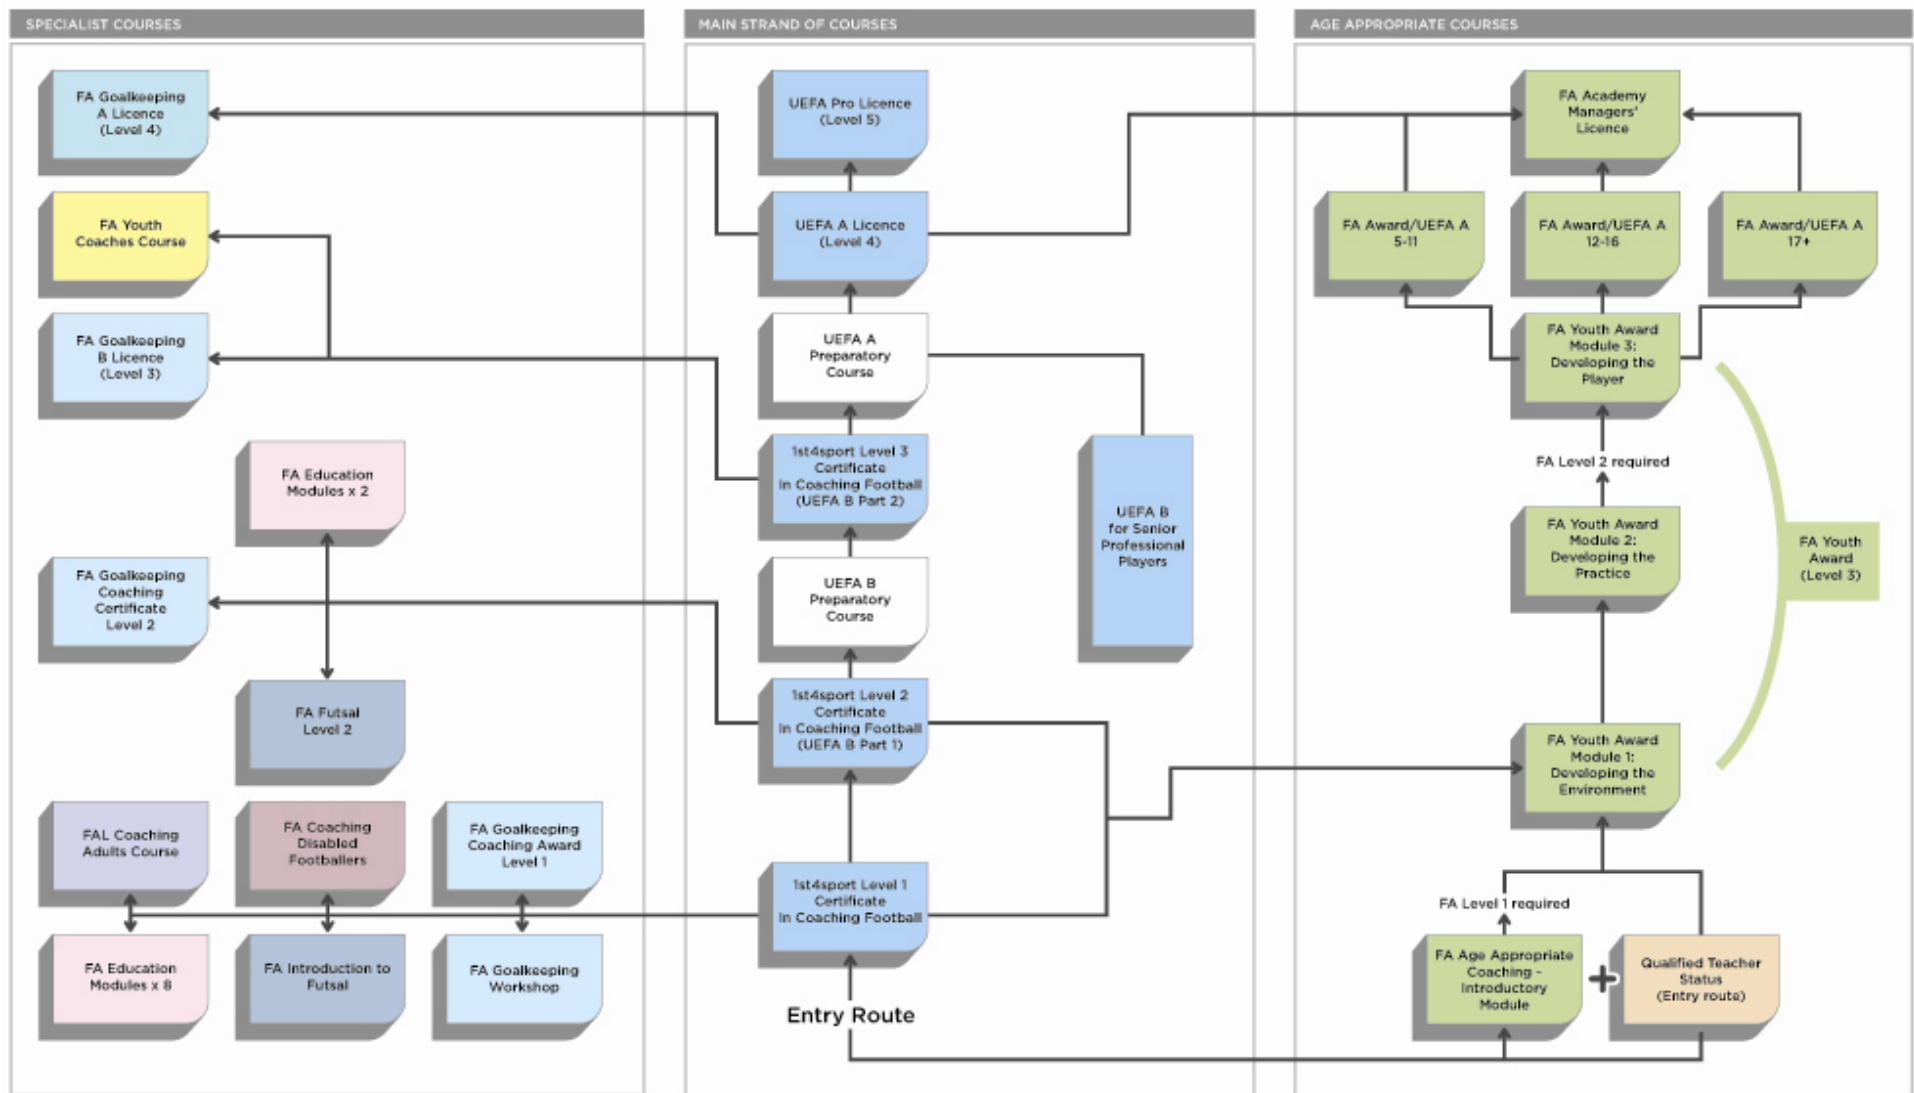 SPECIALIST COURSES
FA Goalkeeping
A Licence
(Level 4)
FA Youth
Coaches Course
FA Goalkeeping
B Licence
(Level 3)
FA Education
Modules x 2
FA Goalkeeping
Coaching
Certificate
Level 2
FA Futsal
Level 2
FAL Coaching
Adults Course
FA Coaching
Disabled
Footballers
FA Goalkeeping
Coaching Award
Level 1
FA Education
Modules x 8
FA Introduction to
Futsal
FA Goalkeeping
Workshop
MAIN STRAND OF COURSES
UEFA Pro Licence
(Level 5)
UEFA A Licence
(Level 4)
UEFA A
Preparatory
Course
1st4sport Level 3
Certificate
In Coaching Football
(UEFA B Part 2)
UEFA B
for Senior
Professional
Players
UEFA B
Preparatory
Course
1st4sport Level 2
Certificate
In Coaching Football
(UEFA B Part 1)
1st4sport Level 1
Certificate
In Coaching Football
Entry Route
AGE APPROPRIATE COURSES
FA Academy
Managers'
Licence
FA Award/UEFA A
5-11
FA Award/UEFA A
12-16
FA Award/UEFA A
17+
FA Youth Award
Module 3:
Developing the
Player
FA Level 2 required
FA Youth Award
Module 2:
Developing the
Practice
FA Youth
Award
(Level 3)
FA Youth Award
Module 1:
Developing the
Environment
FA Level 1 required
FA Age Appropriate
Coaching -
Introductory
Module
+
Qualified Teacher
Status
(Entry route)